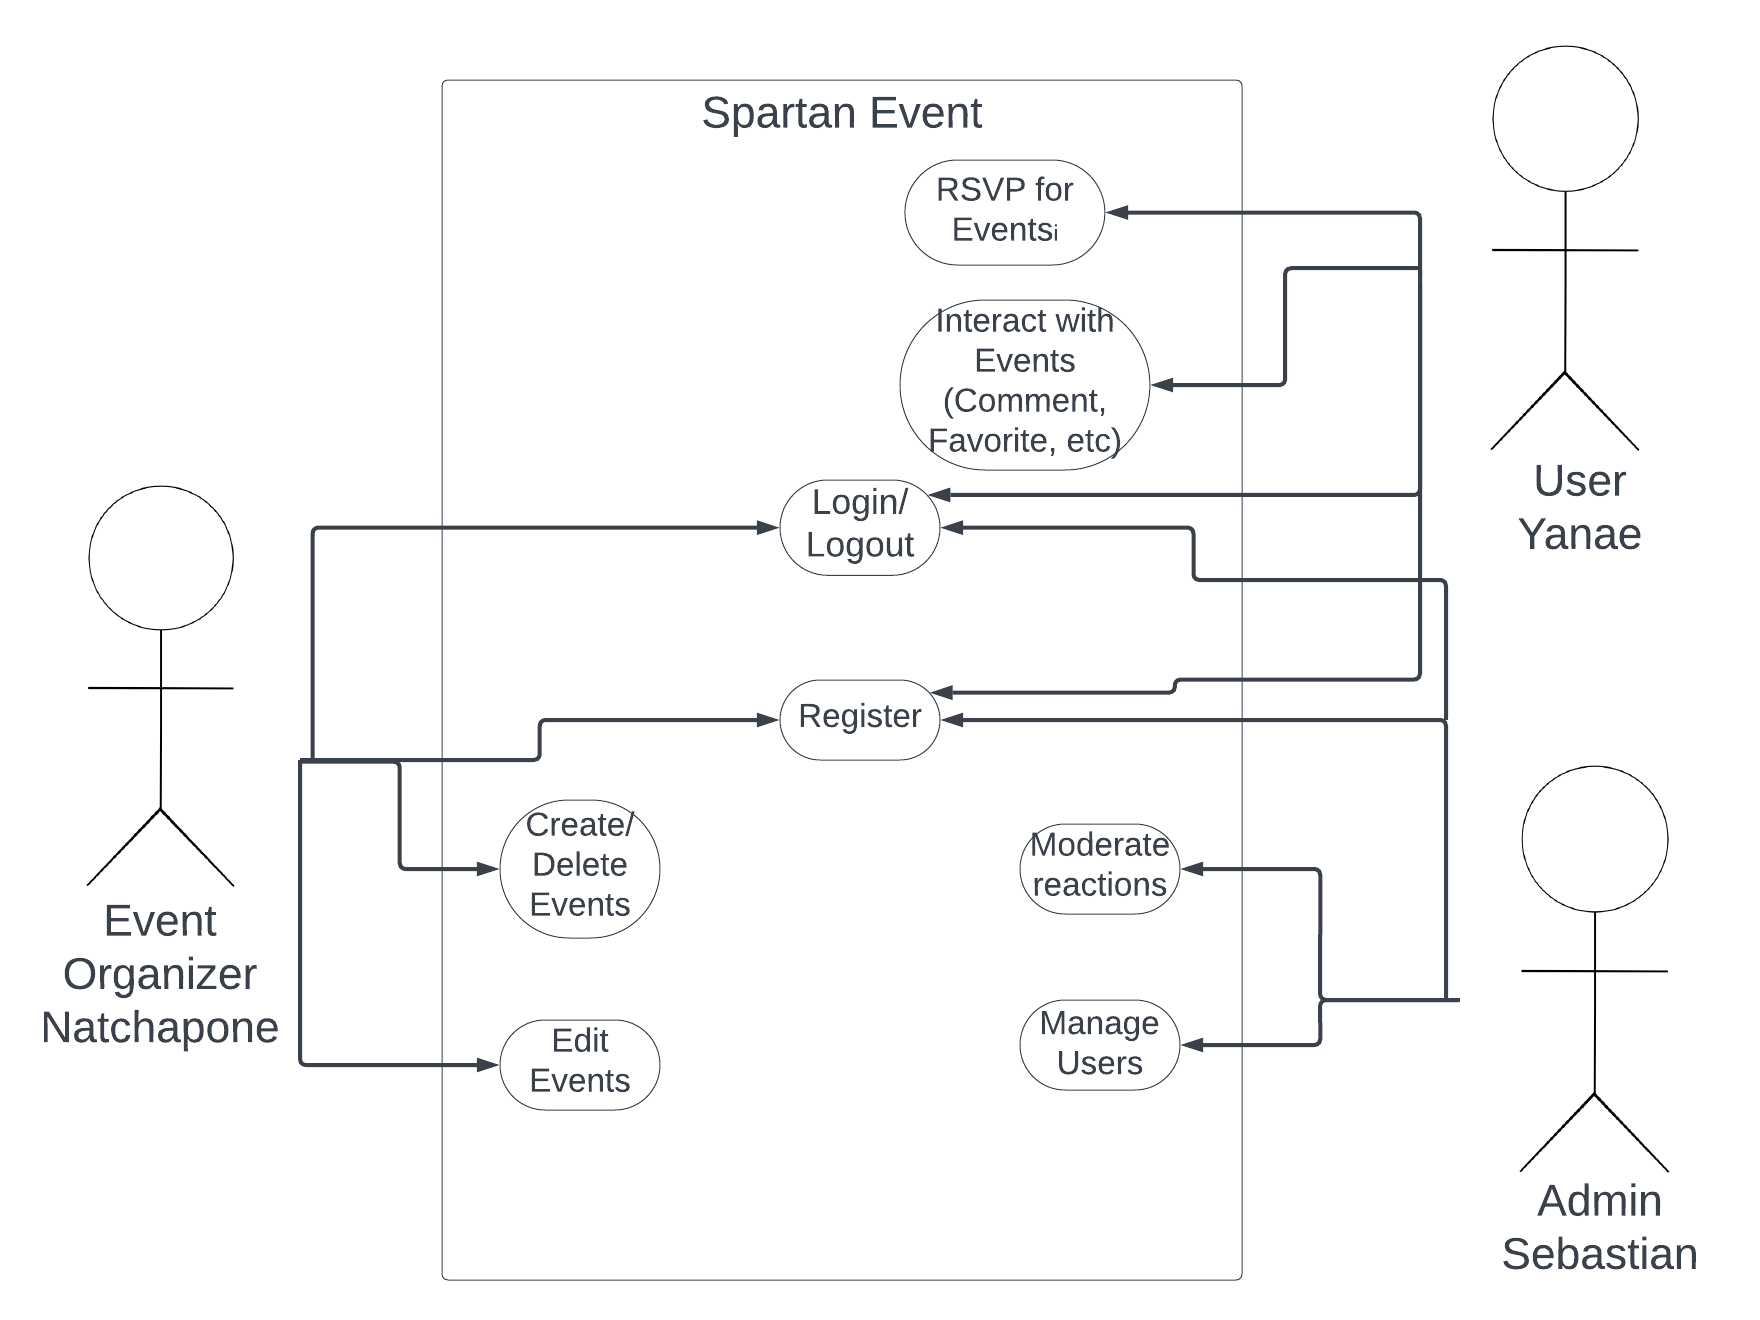 Spartan Event
RSVP for
Eventsi
Interact with
Events
(Comment,
Favorite, etc)
User
Yanae
Login/
Logout
Register
Event
Organizer
Natchapone
Create/
Delete
Events
Moderate
reactions
Edit
Events
Manage
Users
Admin
Sebastian